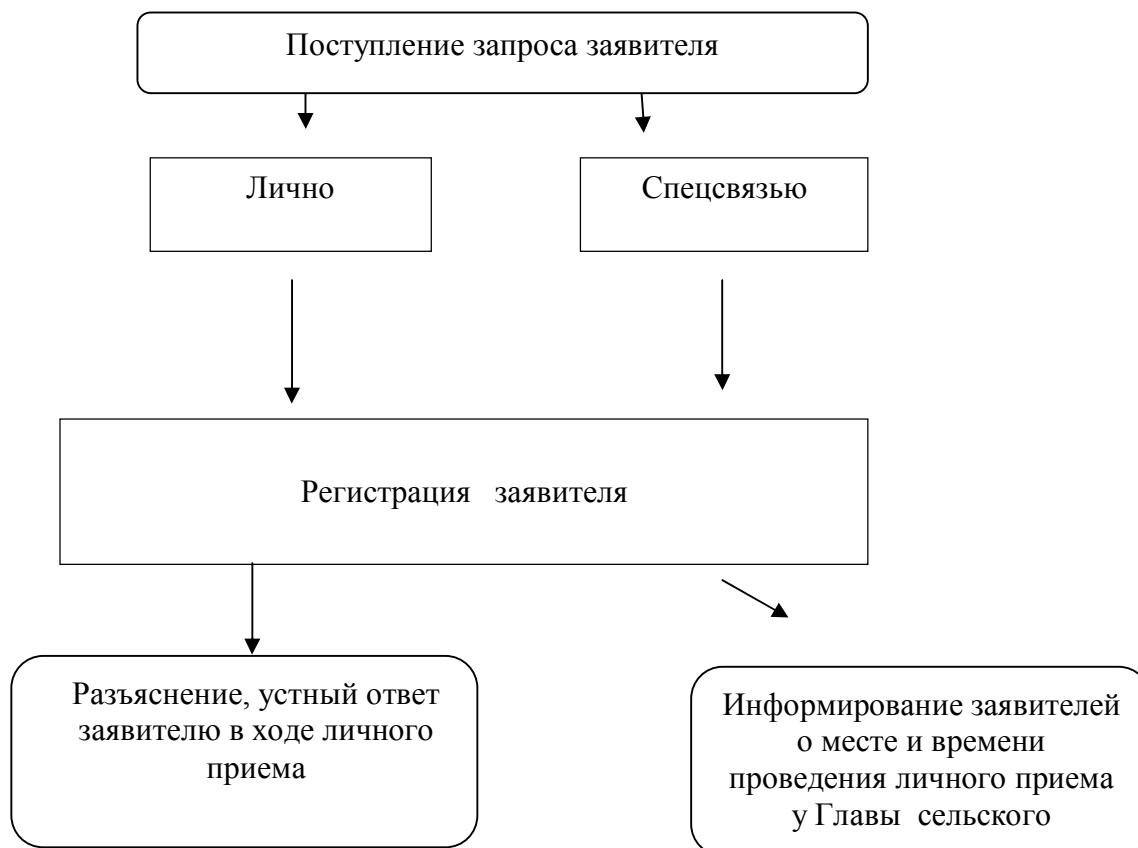 Поступление запроса заявителя
Лично
Спецсвязью
Регистрация заявителя
Разъяснение, устный ответ
заявителю в ходе личного
приема
Информирование заявителей
о месте и времени
проведения личного приема
у Главы сельского